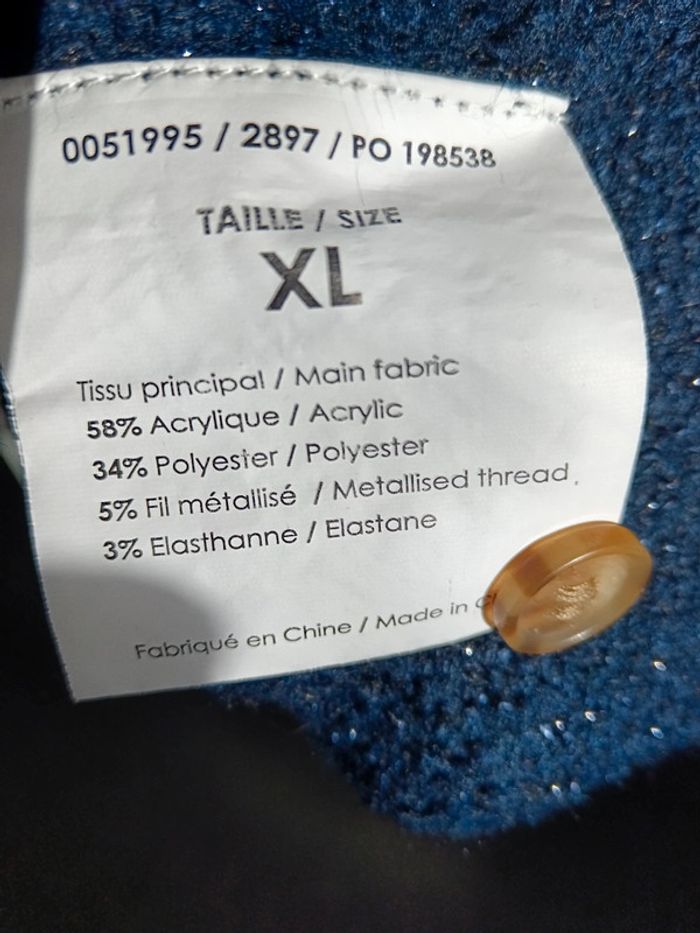 0051995 / 2897 / PO 198538
TAILLE / SIZE
XL
Tissu principal / Main fabric
58% Acrylique / Acrylic
34% Polyester / Polyester
5% Fil métallisé / Metallised thread
3% Elasthanne / Elastane
Fabriqué en Chine / Made in